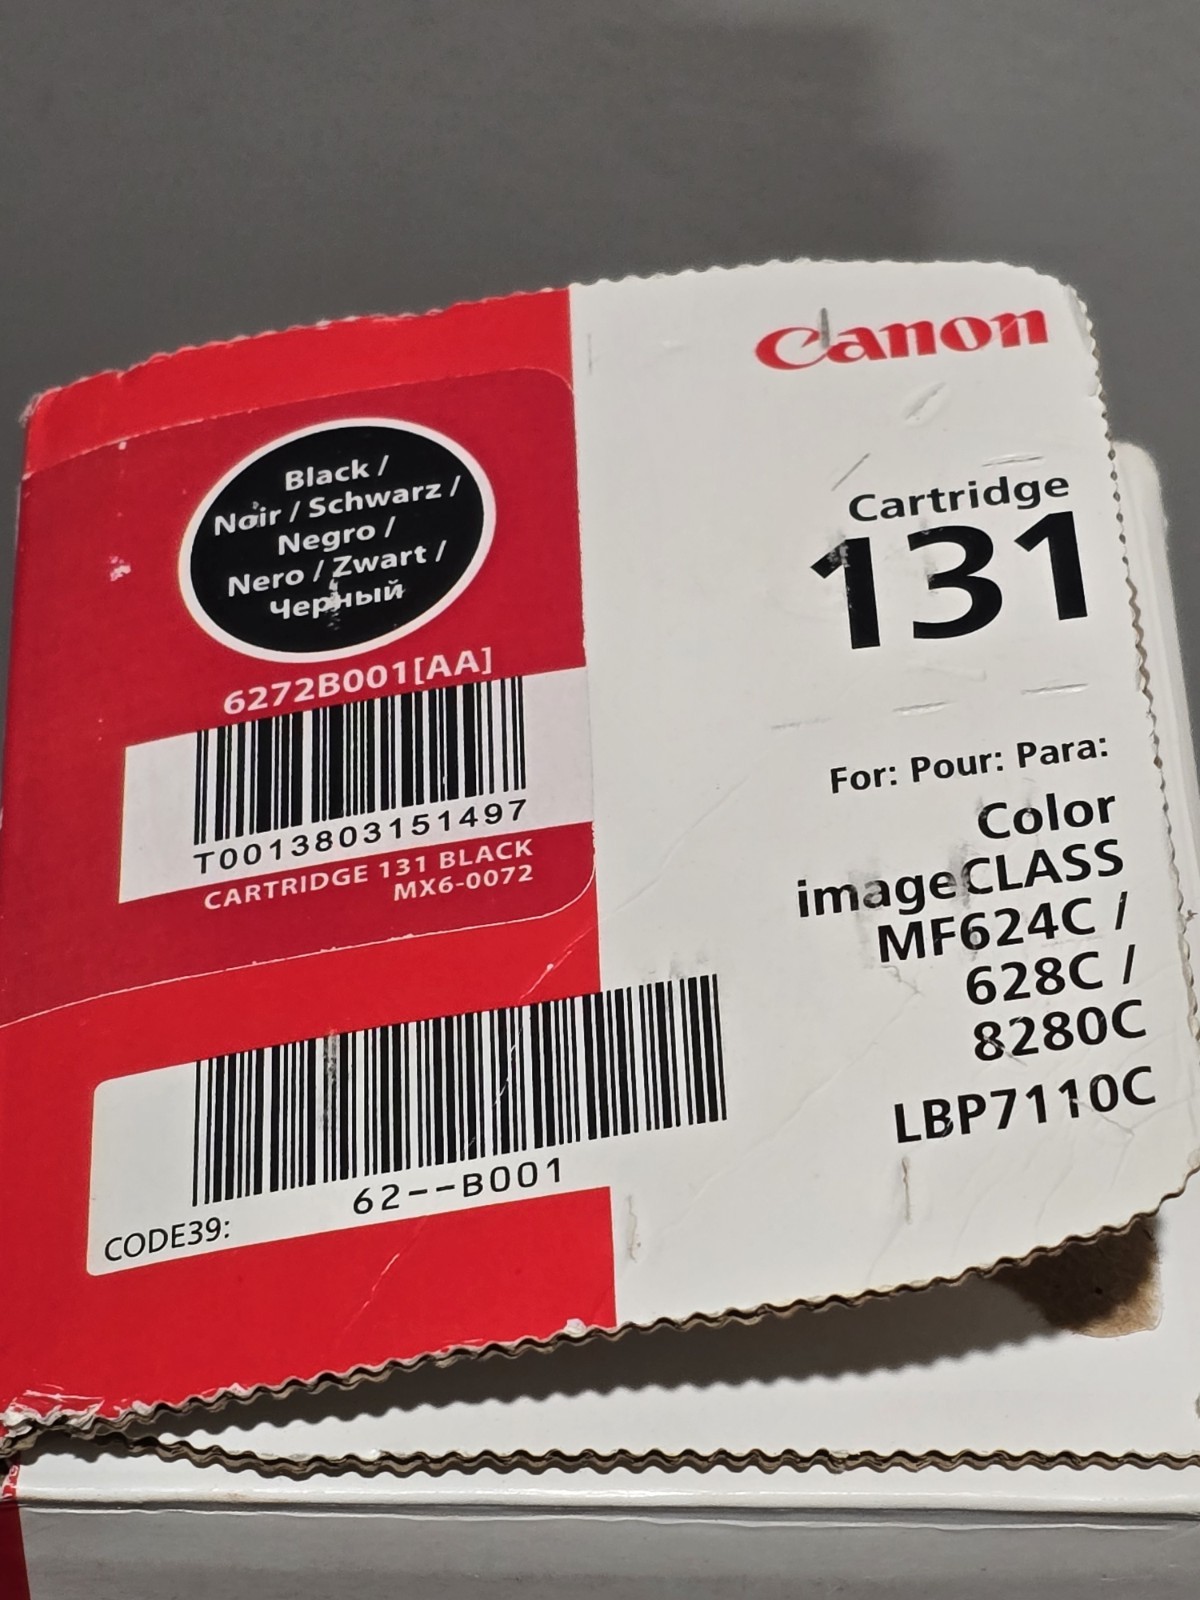 Canon
Black /
Noir / Schwarz /
Negro /
Nero / Zwart /
Черный
6272B001[AA]
T0013803151497
CARTRIDGE 131 BLACK
MX6-0072
62--B001
CODE39:
Cartridge
131
For: Pour: Para:
Color
imageCLASS
MF624C /
628C /
8280C
LBP7110C